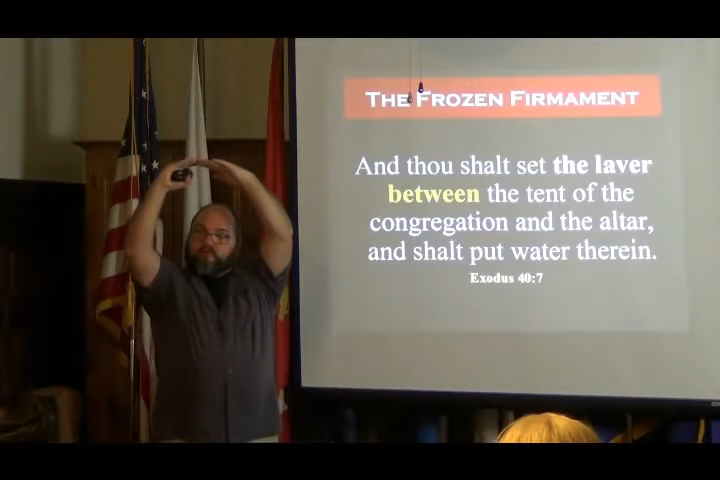 THE FROZEN FIRMAMENT
And thou shalt set the laver
between the tent of the
congregation and the altar,
and shalt put water therein.
Exodus 40:7